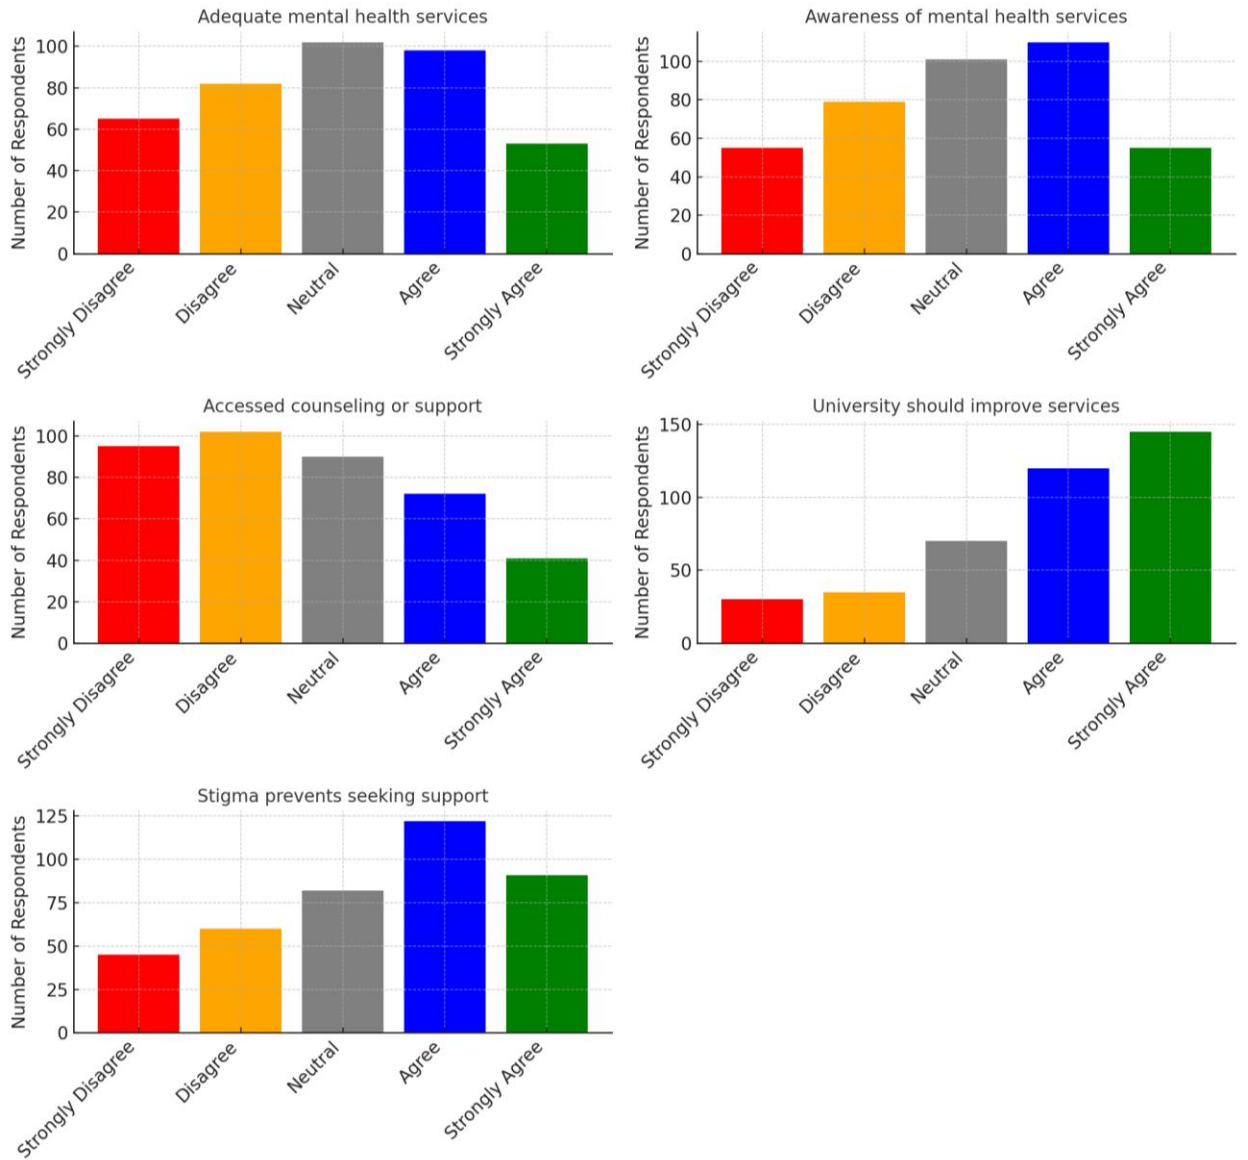 Adequate mental health services
Number of Respondents
100
80
60
40
20
0
Strongly Disagree
Disagree
Neutral
Agree
Strongly Agree
Awareness of mental health services
Number of Respondents
100
80
60
40
20
0
Strongly Disagree
Disagree
Neutral
Agree
Strongly Agree
Accessed counseling or support
Number of Respondents
100
80
60
40
20
0
Strongly Disagree
Disagree
Neutral
Agree
Strongly Agree
University should improve services
Number of Respondents
150
100
50
0
Strongly Disagree
Disagree
Neutral
Agree
Strongly Agree
Stigma prevents seeking support
Number of Respondents
125
100
75
50
25
0
Strongly Disagree
Disagree
Neutral
Agree
Strongly Agree